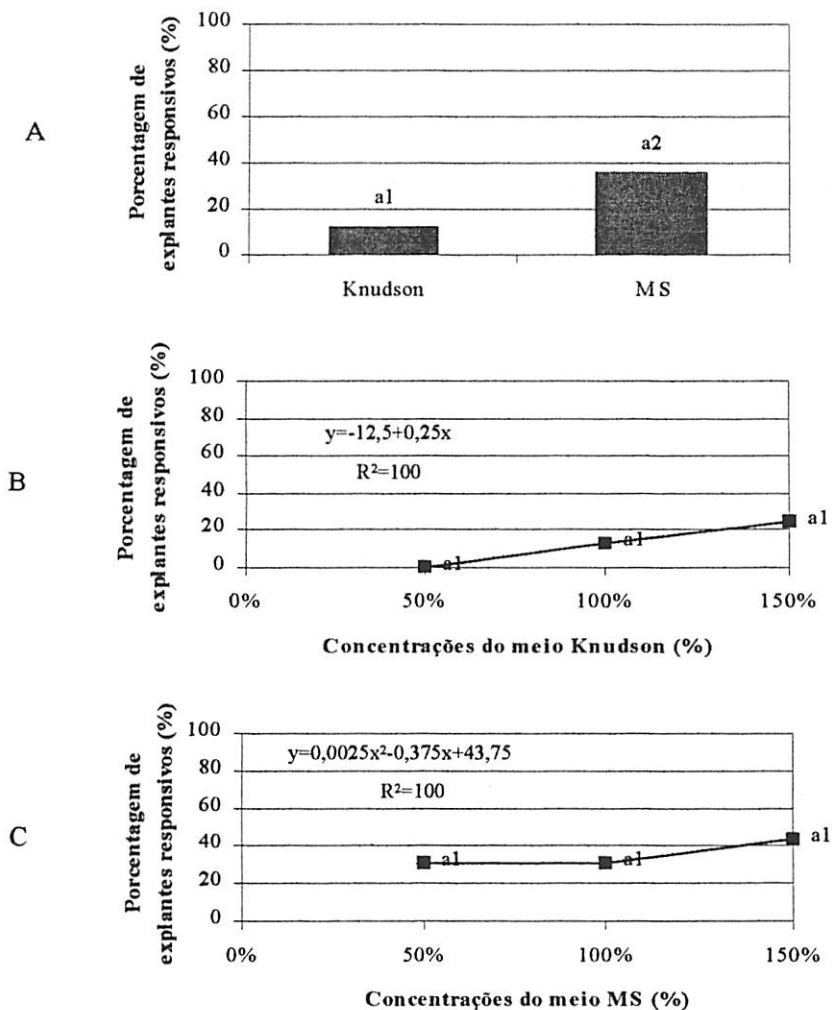 A
Porcentagem de
explantes responsivos (%)
100
80
60
40
20
0
a1
a2
Knudson
MS
B
Porcentagem de
explantes responsivos (%)
100
80
60
40
20
0
y=-12,5+0,25x
R²=100
a1
a1
a1
0%
50%
100%
150%
Concentrações do meio Knudson (%)
C
Porcentagem de
explantes responsivos (%)
100
80
60
40
20
0
y=0,0025x²-0,375x+43,75
R²=100
a1
a1
a1
0%
50%
100%
150%
Concentrações do meio MS (%)